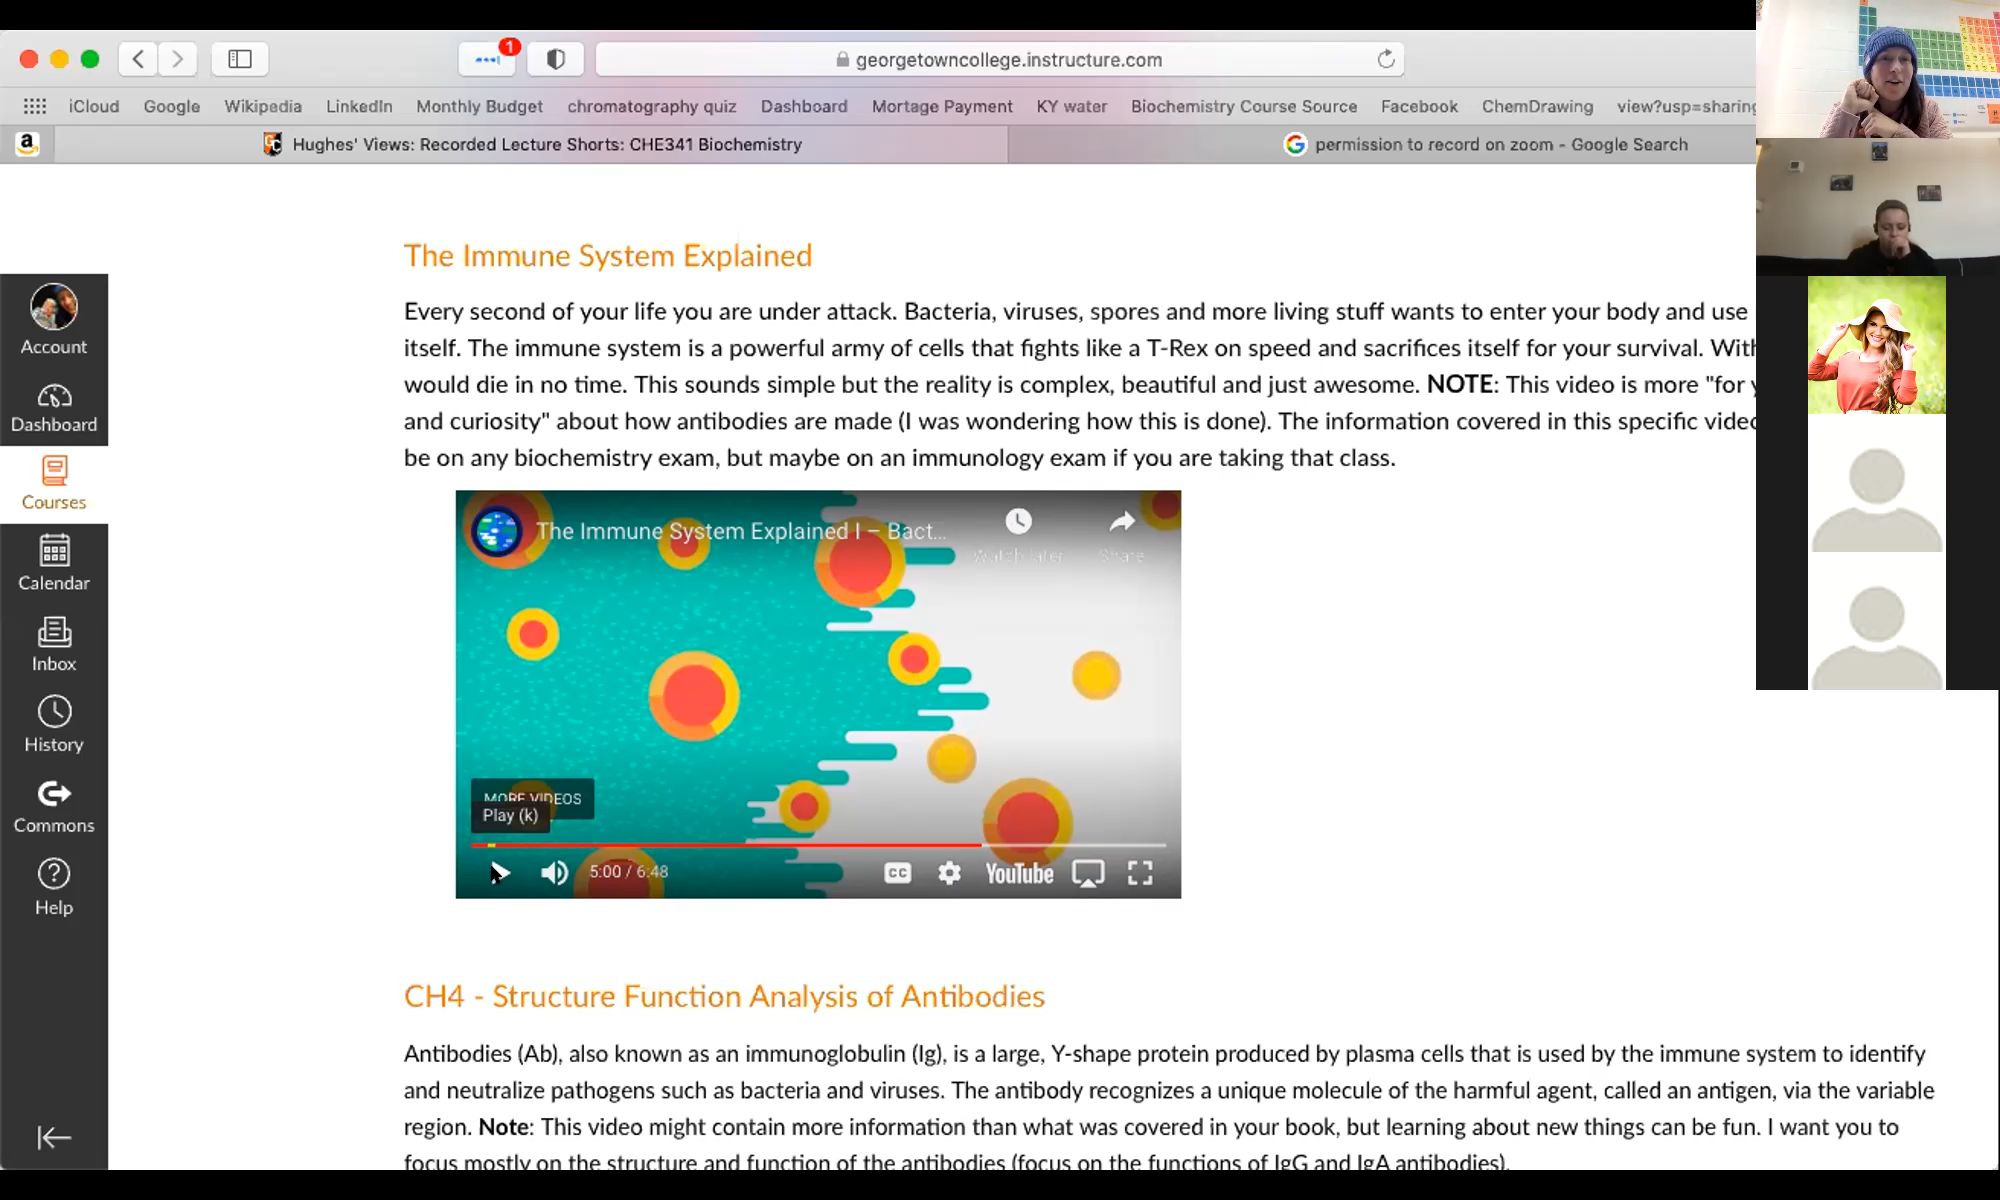 1
georgetowncollege.instructure.com
iCloud Google Wikipedia LinkedIn Monthly Budget chromatography quiz Dashboard Mortage Payment KY water Biochemistry Course Source Facebook ChemDrawing view?usp=sharing
Hughes' Views: Recorded Lecture Shorts: CHE341 Biochemistry
permission to record on zoom - Google Search
The Immune System Explained
Every second of your life you are under attack. Bacteria, viruses, spores and more living stuff wants to enter your body and use
itself. The immune system is a powerful army of cells that fights like a T-Rex on speed and sacrifices itself for your survival.
would die in no time. This sounds simple but the reality is complex, beautiful and just awesome. NOTE: This video is more "for
and curiosity" about how antibodies are made (I was wondering how this is done). The information covered in this specific
be on any biochemistry exam, but maybe on an immunology exam if you are taking that class.
The Immune System Explained I – Bact...
Watch later
Share
MORE VIDEOS
Play (k)
5:00 / 6:48
CC
YouTube
CH4 - Structure Function Analysis of Antibodies
Antibodies (Ab), also known as an immunoglobulin (Ig), is a large, Y-shape protein produced by plasma cells that is used by the immune system to identify
and neutralize pathogens such as bacteria and viruses. The antibody recognizes a unique molecule of the harmful agent, called an antigen, via the variable
region. Note: This video might contain more information than what was covered in your book, but learning about new things can be fun. I want you to
focus mostly on the structure and function of the antibodies (focus on the functions of IgG and IgA antibodies).
Account
Dashboard
Courses
Calendar
Inbox
History
Commons
Help